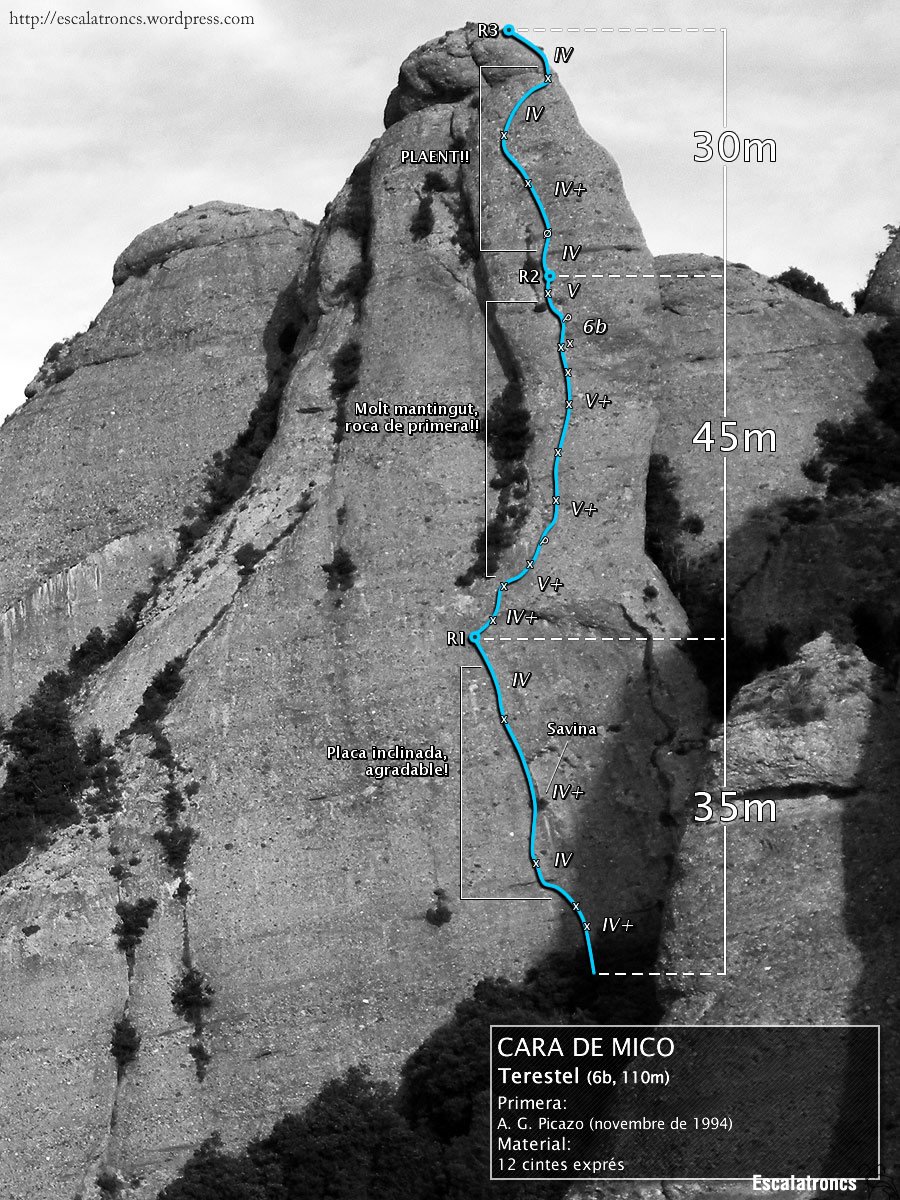 http://escalatroncs.wordpress.com
R3
IV
IV
30m
PLAENT!!
IV+
IV
R2
V
6b
V+
Molt mantingut,
roca de primera!!
45m
V+
V+
IV+
R1
IV
Savina
Placa inclinada,
agradable!
IV+
35m
IV
IV+
CARA DE MICO
Terestel (6b, 110m)
Primera:
A. G. Picazo (novembre de 1994)
Material:
12 cintes exprés
Escalatroncs